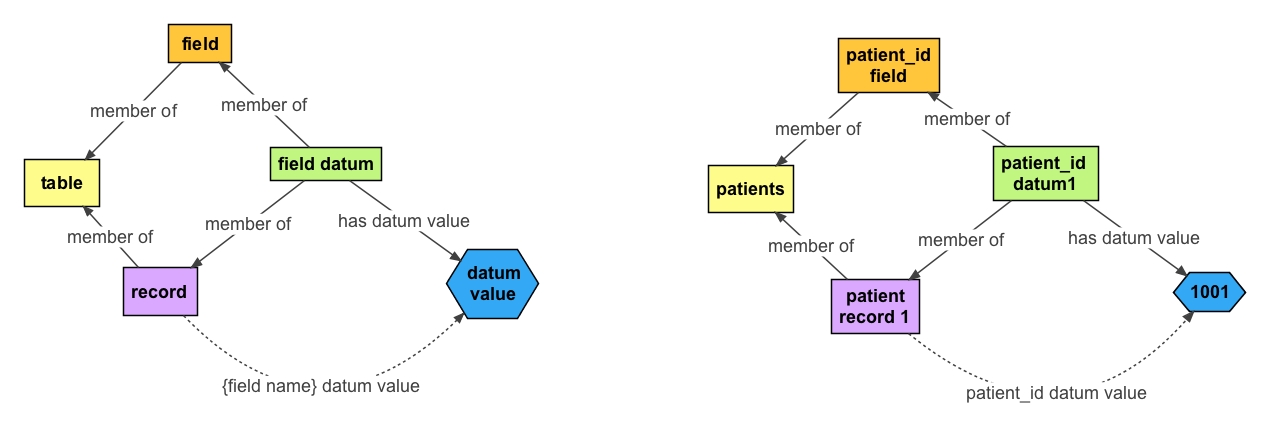 field
member of
member of
table
field datum
member of
member of
has datum value
record
datum
value
{field name} datum value
patient_id
field
member of
member of
patients
patient_id
datum1
member of
member of
has datum value
patient
record 1
1001
patient_id datum value